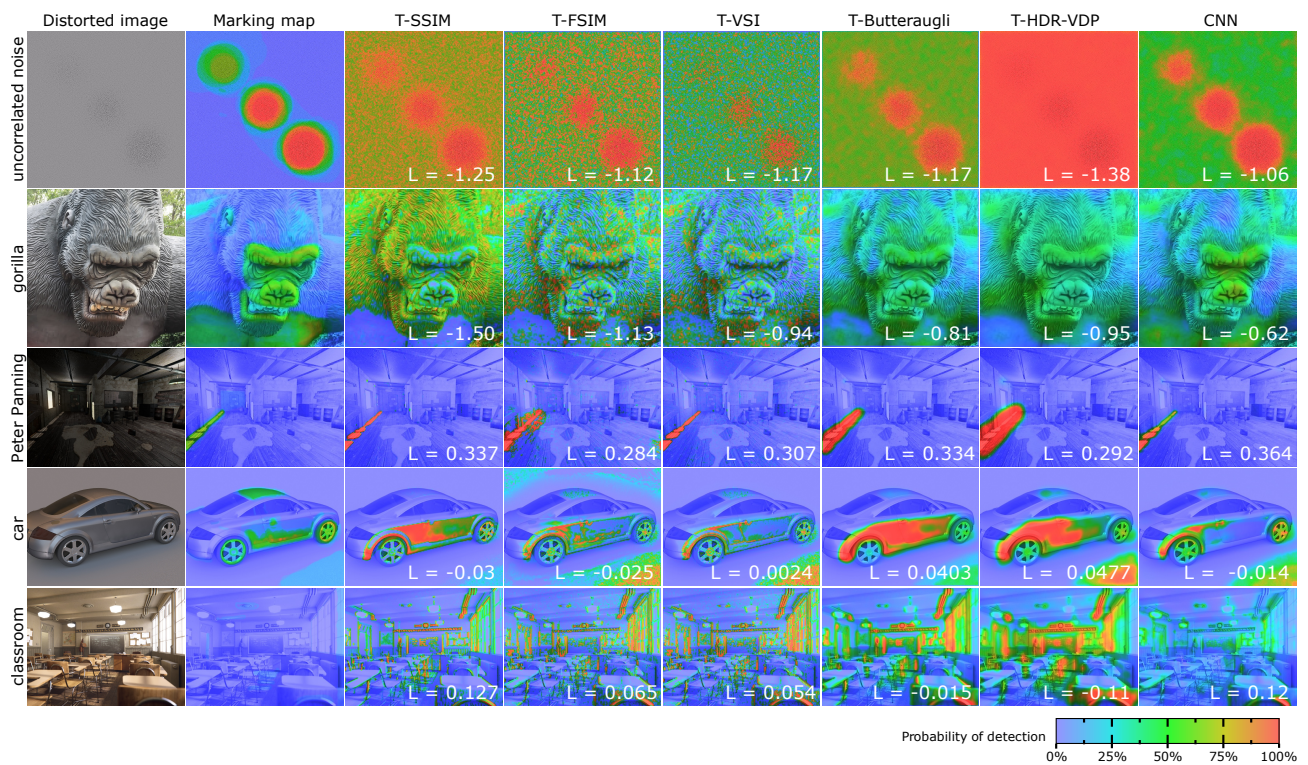 Distorted image Marking map T-SSIM T-FSIM T-VSI T-Butteraugli T-HDR-VDP CNN
uncorrelated noise
L = -1.25 L = -1.12 L = -1.17 L = -1.17 L = -1.38 L = -1.06
gorilla
L = -1.50 L = -1.13 L = -0.94 L = -0.81 L = -0.95 L = -0.62
Peter Panning
L = 0.337 L = 0.284 L = 0.307 L = 0.334 L = 0.292 L = 0.364
car
L = -0.03 L = -0.025 L = 0.0024 L = 0.0403 L = 0.0477 L = -0.014
classroom
L = 0.127 L = 0.065 L = 0.054 L = -0.015 L = -0.11 L = 0.12
Probability of detection
0% 25% 50% 75% 100%